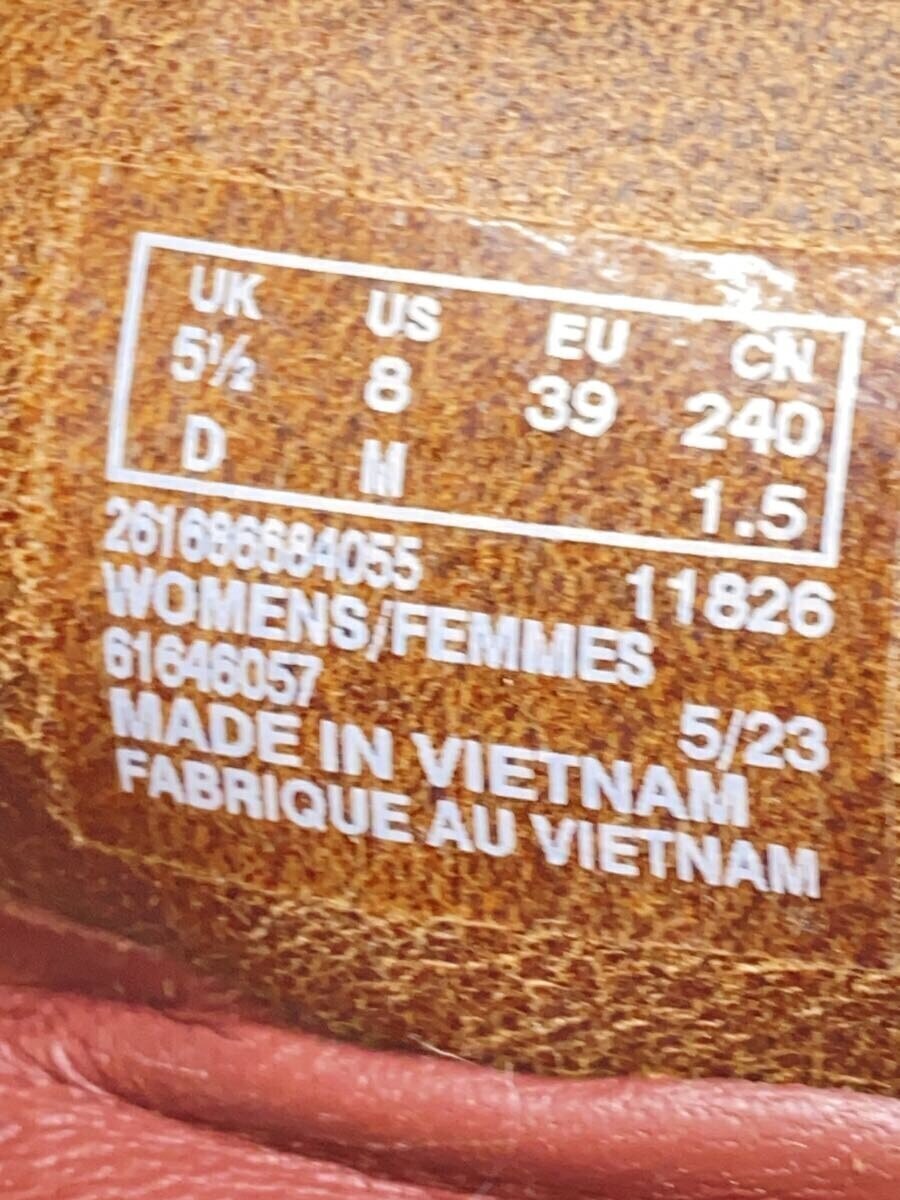 UK US EU CN
5½ 8 39 240
D M 1.5
261686684055 11826
WOMENS/FEMMES
61646057 5/23
MADE IN VIETNAM
FABRIQUE AU VIETNAM